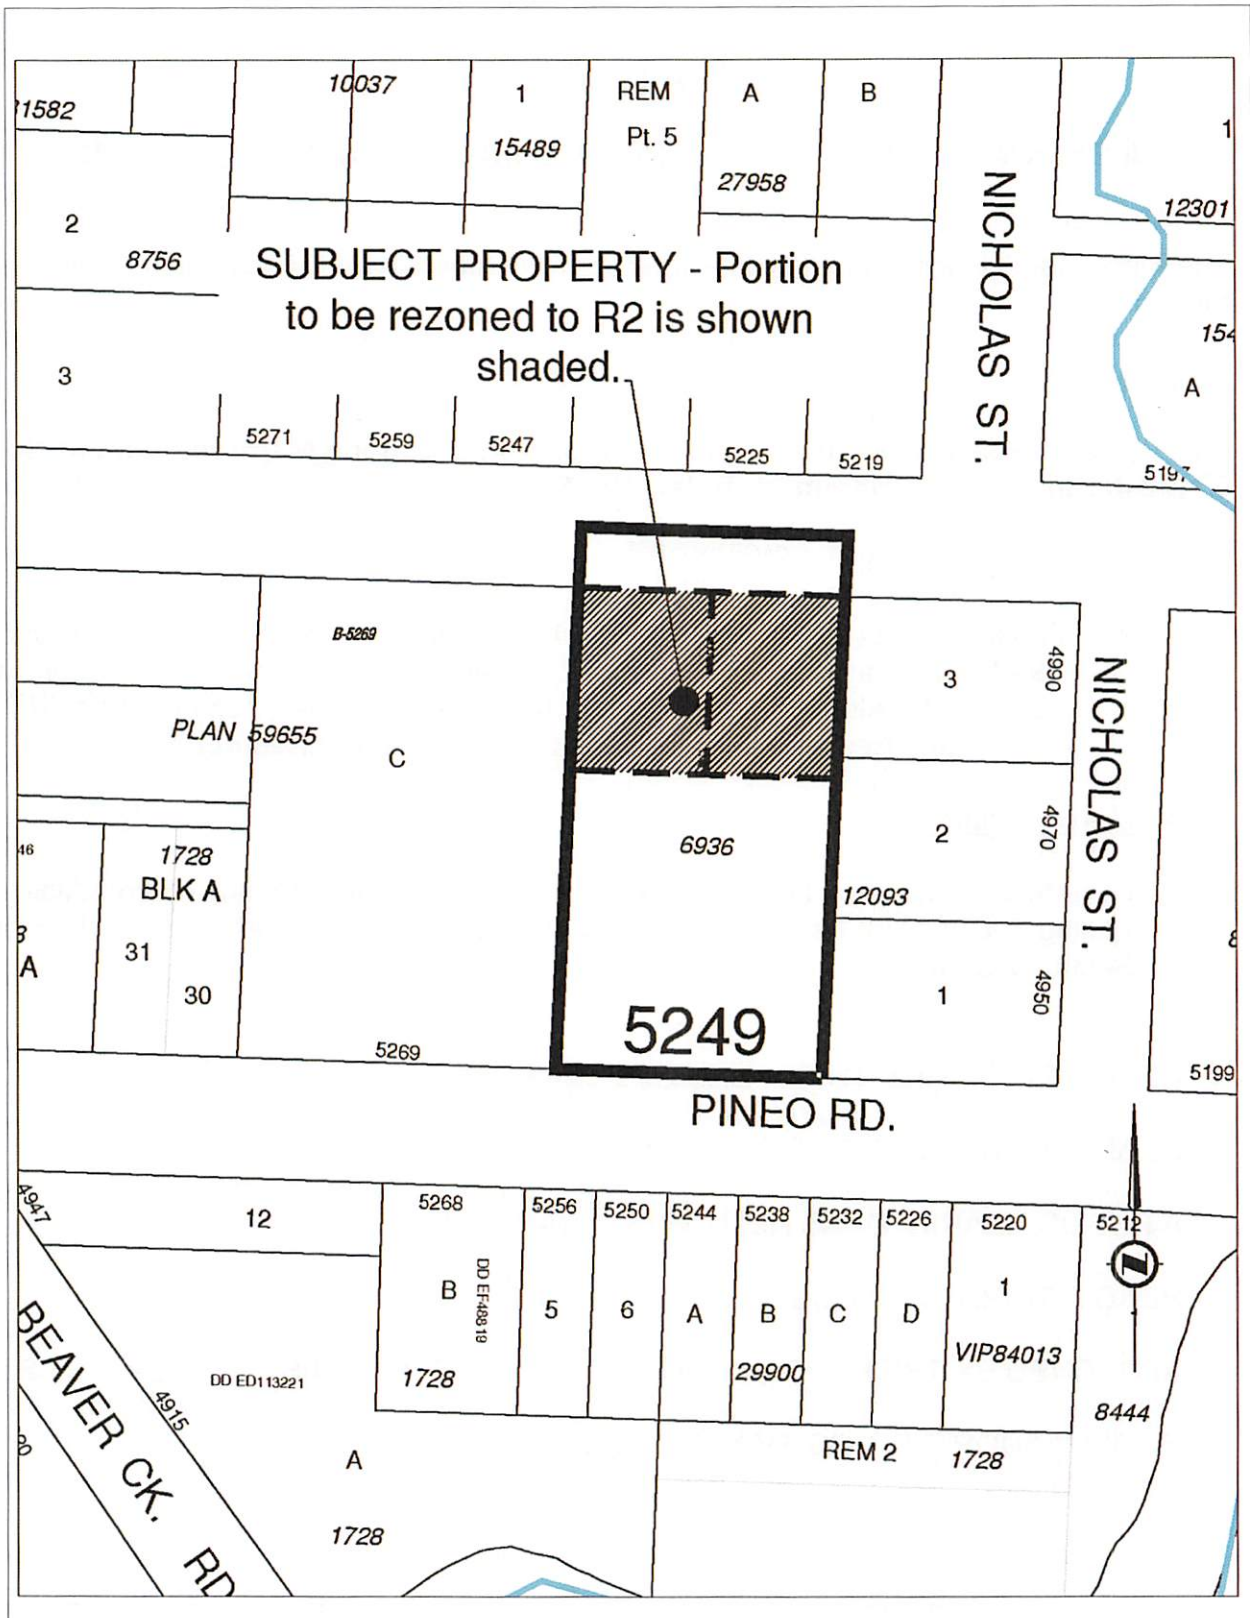 10037
1
REM
A
B
15489
Pt. 5
27958
1
12301
2
8756
SUBJECT PROPERTY - Portion
to be rezoned to R2 is shown
shaded.
NICHOLAS ST.
154
A
3
5271
5259
5247
5225
5219
5197
B-5269
PLAN 59655
C
3
4990
NICHOLAS ST.
2
4970
6936
12093
46
1728
BLK A
A
31
30
1
4950
5249
5269
5199
PINEO RD.
4947
12
5268
5256
5250
5244
5238
5232
5226
5220
5212
B
DD EF48819
5
6
A
B
C
D
1
Z
1728
29900
VIP84013
8444
BEAVER CK. RD
4915
DD ED113221
A
1728
REM 2
1728